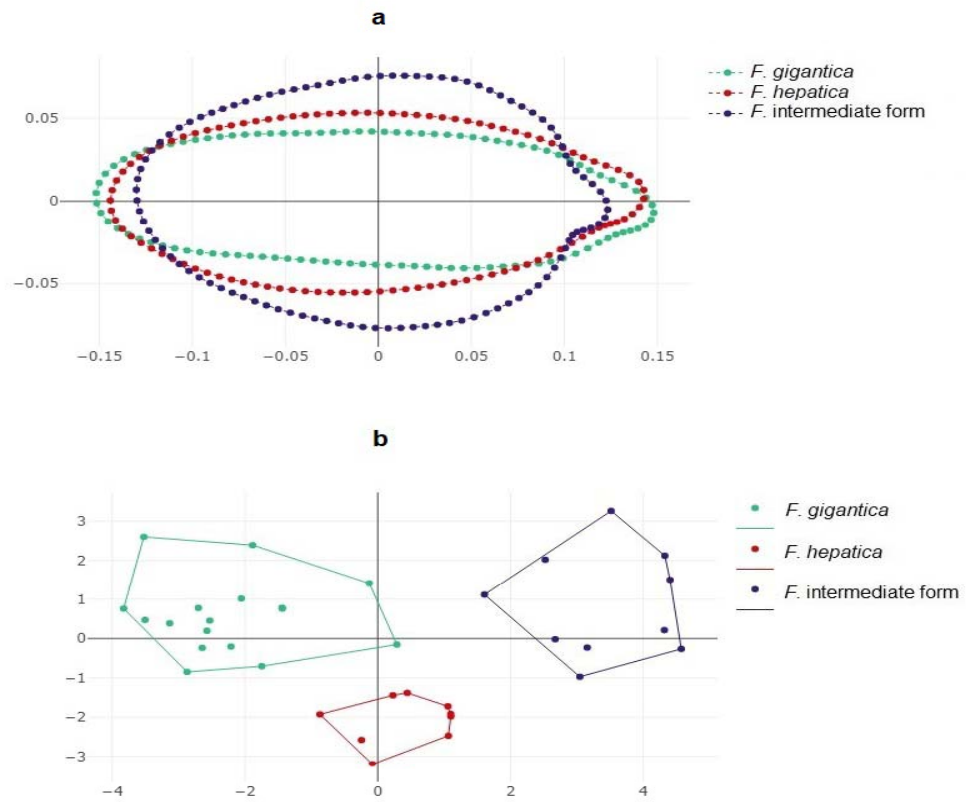 a
F. gigantica
F. hepatica
F. intermediate form
0.05
0
−0.05
−0.15 −0.1 −0.05 0 0.05 0.1 0.15
b
F. gigantica
F. hepatica
F. intermediate form
3
2
1
0
−1
−2
−3
−4 −2 0 2 4